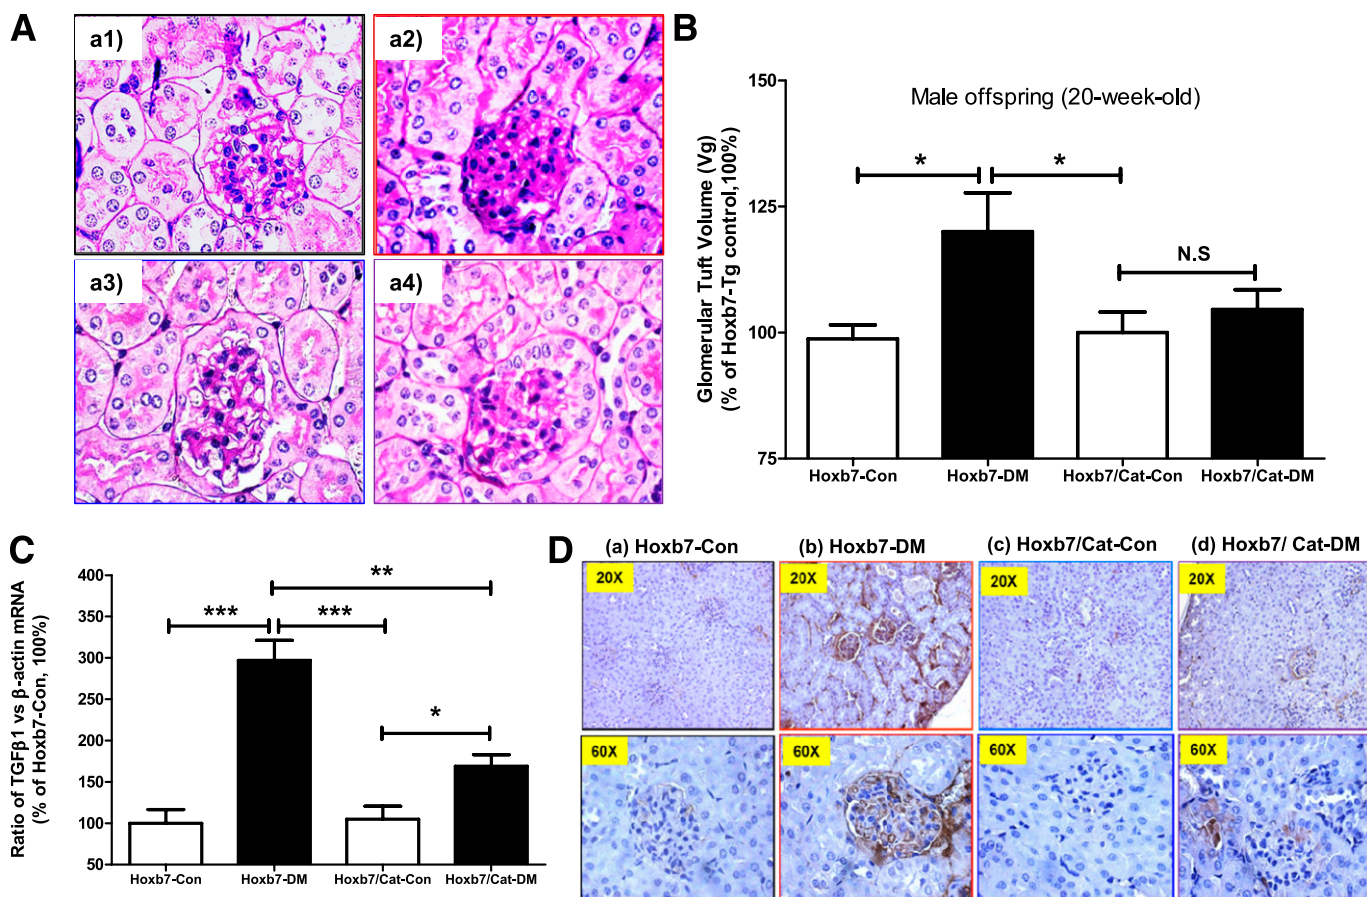 A
a1)
a2)
a3)
a4)
B
Male offspring (20-week-old)
Glomerular Tuft Volume (Vg)
(% of Hoxb7-Tg control,100%)
150
125
100
75
*
*
N.S
Hoxb7-Con
Hoxb7-DM
Hoxb7/Cat-Con
Hoxb7/Cat-DM
C
Ratio of TGFβ1 vs β-actin mRNA
(% of Hoxb7-Con, 100%)
400
350
300
250
200
150
100
50
**
***
***
*
Hoxb7-Con
Hoxb7-DM
Hoxb7/Cat-Con
Hoxb7/Cat-DM
D
(a) Hoxb7-Con
(b) Hoxb7-DM
(c) Hoxb7/Cat-Con
(d) Hoxb7/ Cat-DM
20X
20X
20X
20X
60X
60X
60X
60X